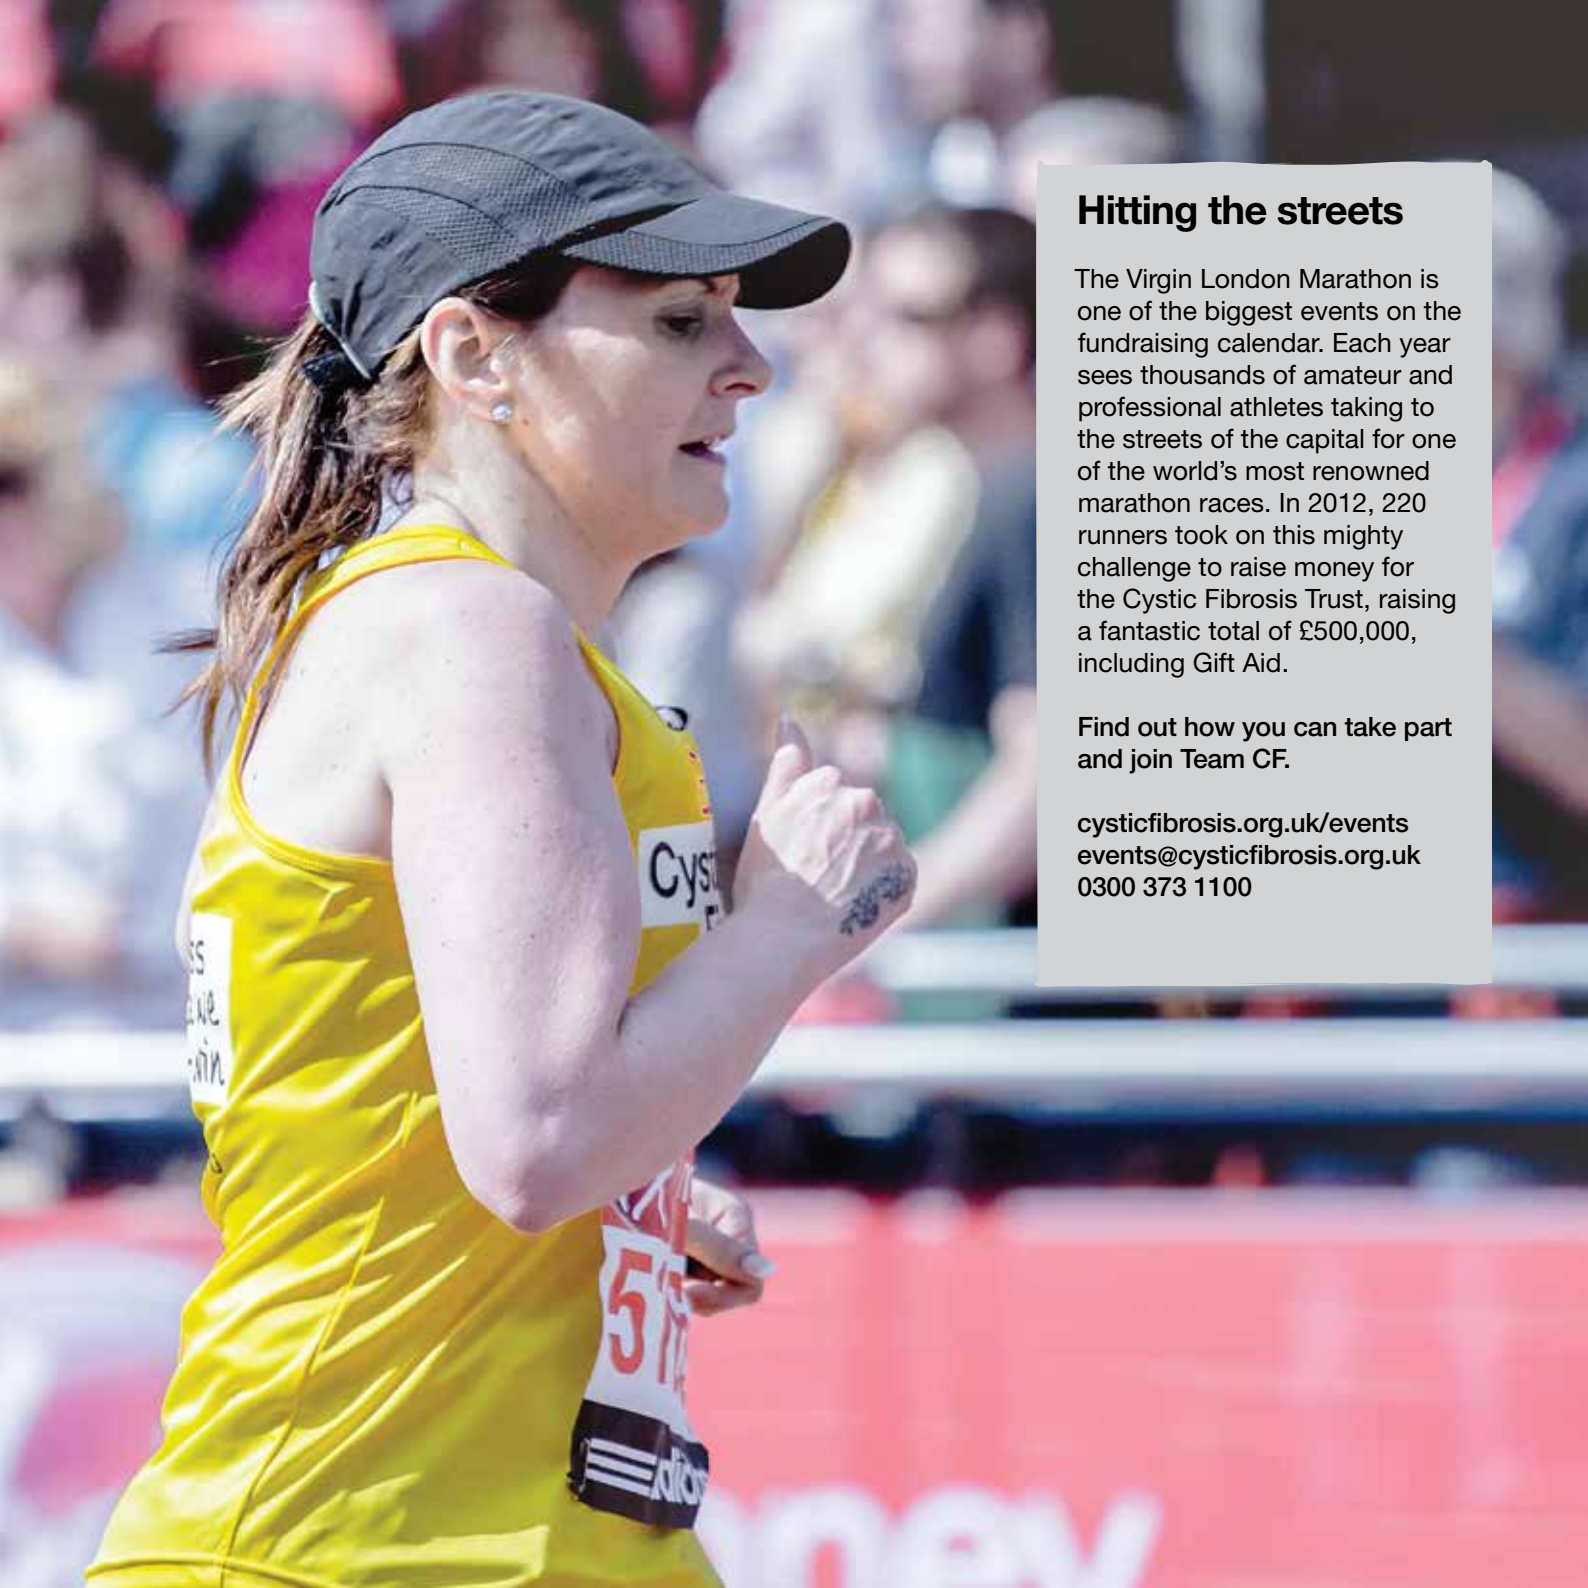 Hitting the streets
The Virgin London Marathon is
one of the biggest events on the
fundraising calendar. Each year
sees thousands of amateur and
professional athletes taking to
the streets of the capital for one
of the world’s most renowned
marathon races. In 2012, 220
runners took on this mighty
challenge to raise money for
the Cystic Fibrosis Trust, raising
a fantastic total of £500,000,
including Gift Aid.
Find out how you can take part
and join Team CF.
cysticfibrosis.org.uk/events
events@cysticfibrosis.org.uk
0300 373 1100
Cys
adidas
ney